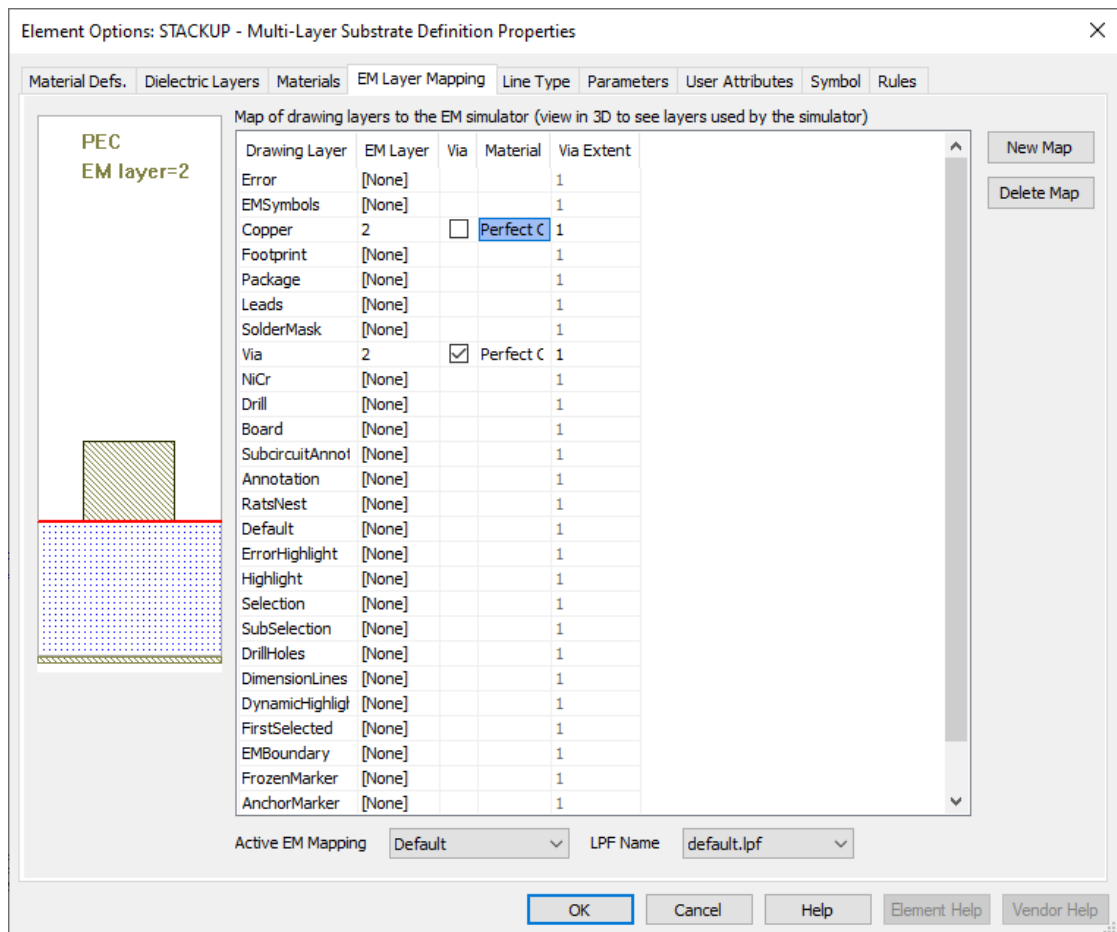 Element Options: STACKUP - Multi-Layer Substrate Definition Properties
Material Defs. Dielectric Layers Materials EM Layer Mapping Line Type Parameters User Attributes Symbol Rules
Map of drawing layers to the EM simulator (view in 3D to see layers used by the simulator)
PEC
EM layer=2
Drawing Layer EM Layer Via Material Via Extent
Error [None] 1
EMSymbols [None] 1
Copper 2 Perfect C 1
Footprint [None] 1
Package [None] 1
Leads [None] 1
SolderMask [None] 1
Via 2 Perfect C 1
NiCr [None] 1
Drill [None] 1
Board [None] 1
SubcircuitAnnot [None] 1
Annotation [None] 1
RatsNest [None] 1
Default [None] 1
ErrorHighlight [None] 1
Highlight [None] 1
Selection [None] 1
SubSelection [None] 1
DrillHoles [None] 1
DimensionLines [None] 1
DynamicHighligh [None] 1
FirstSelected [None] 1
EMBoundary [None] 1
FrozenMarker [None] 1
AnchorMarker [None] 1
New Map
Delete Map
Active EM Mapping Default LPF Name default.lpf
OK Cancel Help Element Help Vendor Help